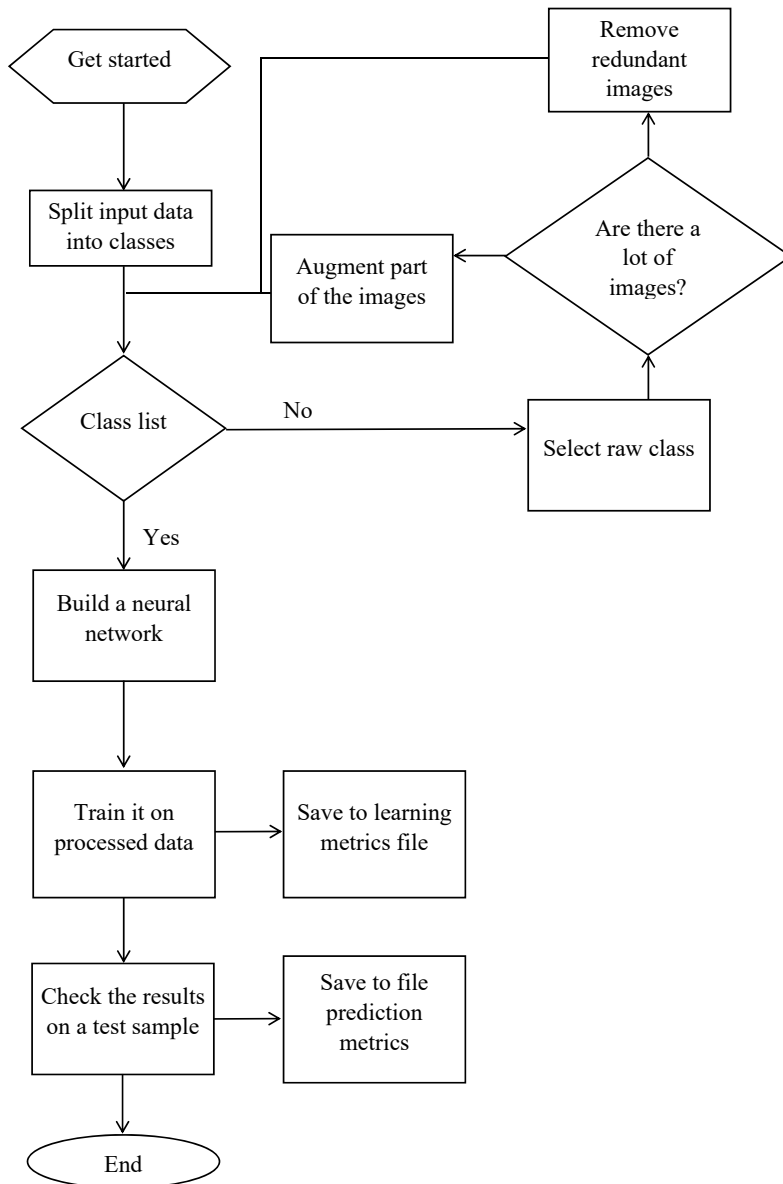 Get started
Remove
redundant
images
Split input data
into classes
Augment part
of the images
Are there a
lot of
images?
Class list
No
Select raw class
Yes
Build a neural
network
Train it on
processed data
Save to learning
metrics file
Check the results
on a test sample
Save to file
prediction
metrics
End